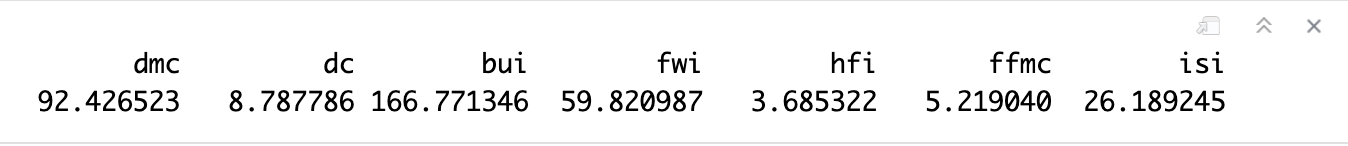 dmc dc bui fwi hfi ffmc isi
92.426523 8.787786 166.771346 59.820987 3.685322 5.219040 26.189245